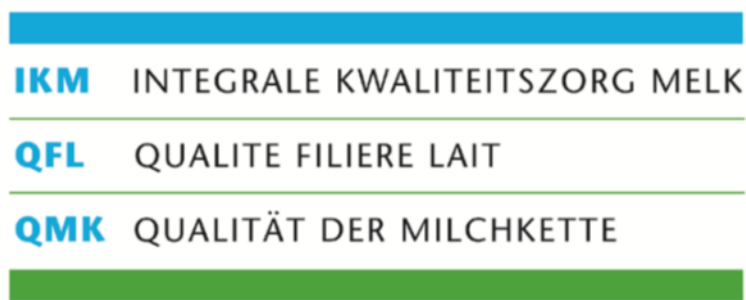 IKM INTEGRALE KWALITEITSZORG MELK
QFL QUALITE FILIERE LAIT
QMK QUALITÄT DER MILCHKETTE